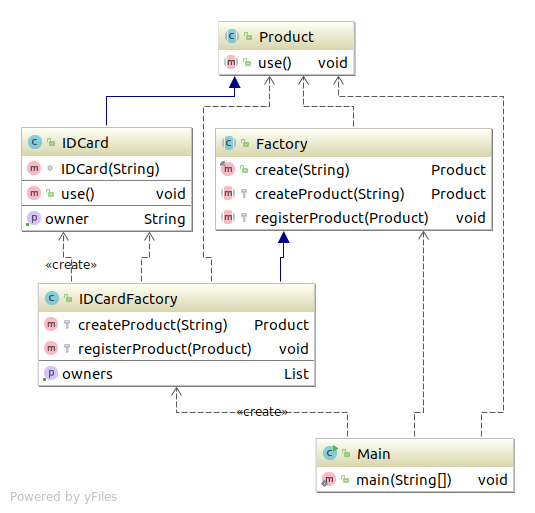 Product
use() void
IDCard
IDCard(String)
use() void
owner String
Factory
create(String) Product
createProduct(String) Product
registerProduct(Product) void
«create»
IDCardFactory
createProduct(String) Product
registerProduct(Product) void
owners List
«create»
Main
main(String[]) void
Powered by yFiles